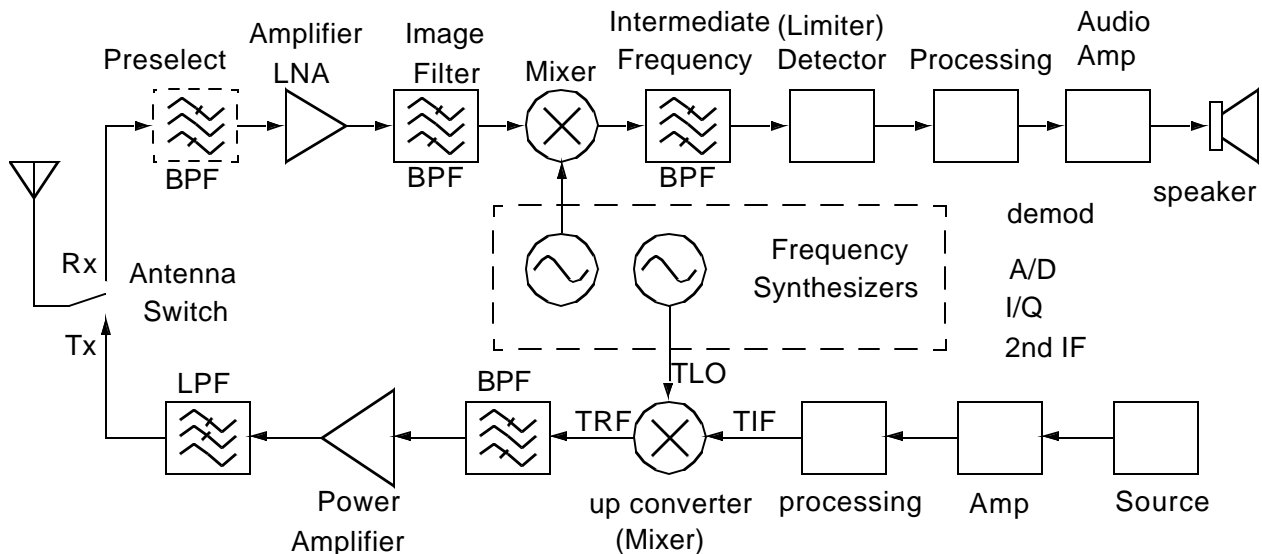 Preselect
BPF
Amplifier
LNA
Image
Filter
BPF
Mixer
Intermediate
Frequency
BPF
(Limiter)
Detector
Processing
Audio
Amp
speaker
Rx
Antenna
Switch
Tx
Frequency
Synthesizers
demod
A/D
I/Q
2nd IF
TLO
LPF
Power
Amplifier
BPF
TRF
up converter
(Mixer)
TIF
processing
Amp
Source